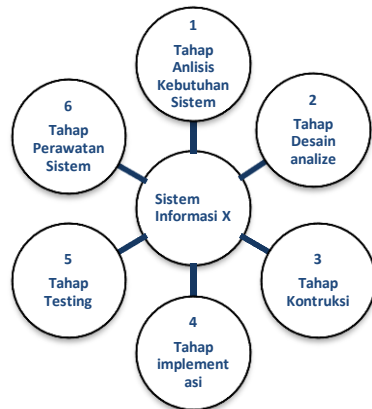 1
Tahap
Anlisis
Kebutuhan
Sistem
2
Tahap
Desain
analize
3
Tahap
Kontruksi
4
Tahap
implement
asi
5
Tahap
Testing
6
Tahap
Perawatan
Sistem
Sistem
Informasi X